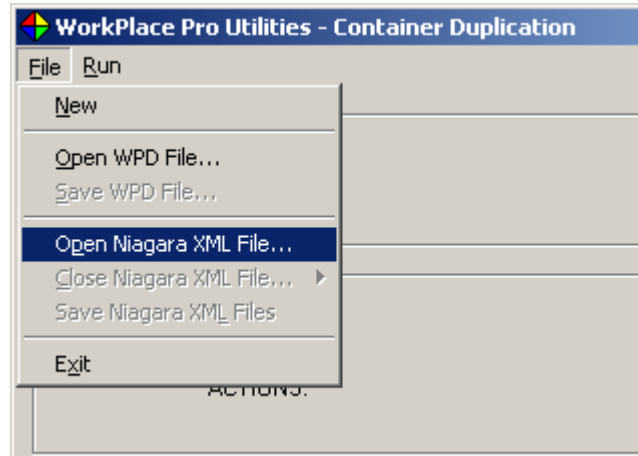 WorkPlace Pro Utilities - Container Duplication
File Run
New
Open WPD File...
Save WPD File...
Open Niagara XML File...
Close Niagara XML File...
Save Niagara XML Files
Exit
ACTIONS: